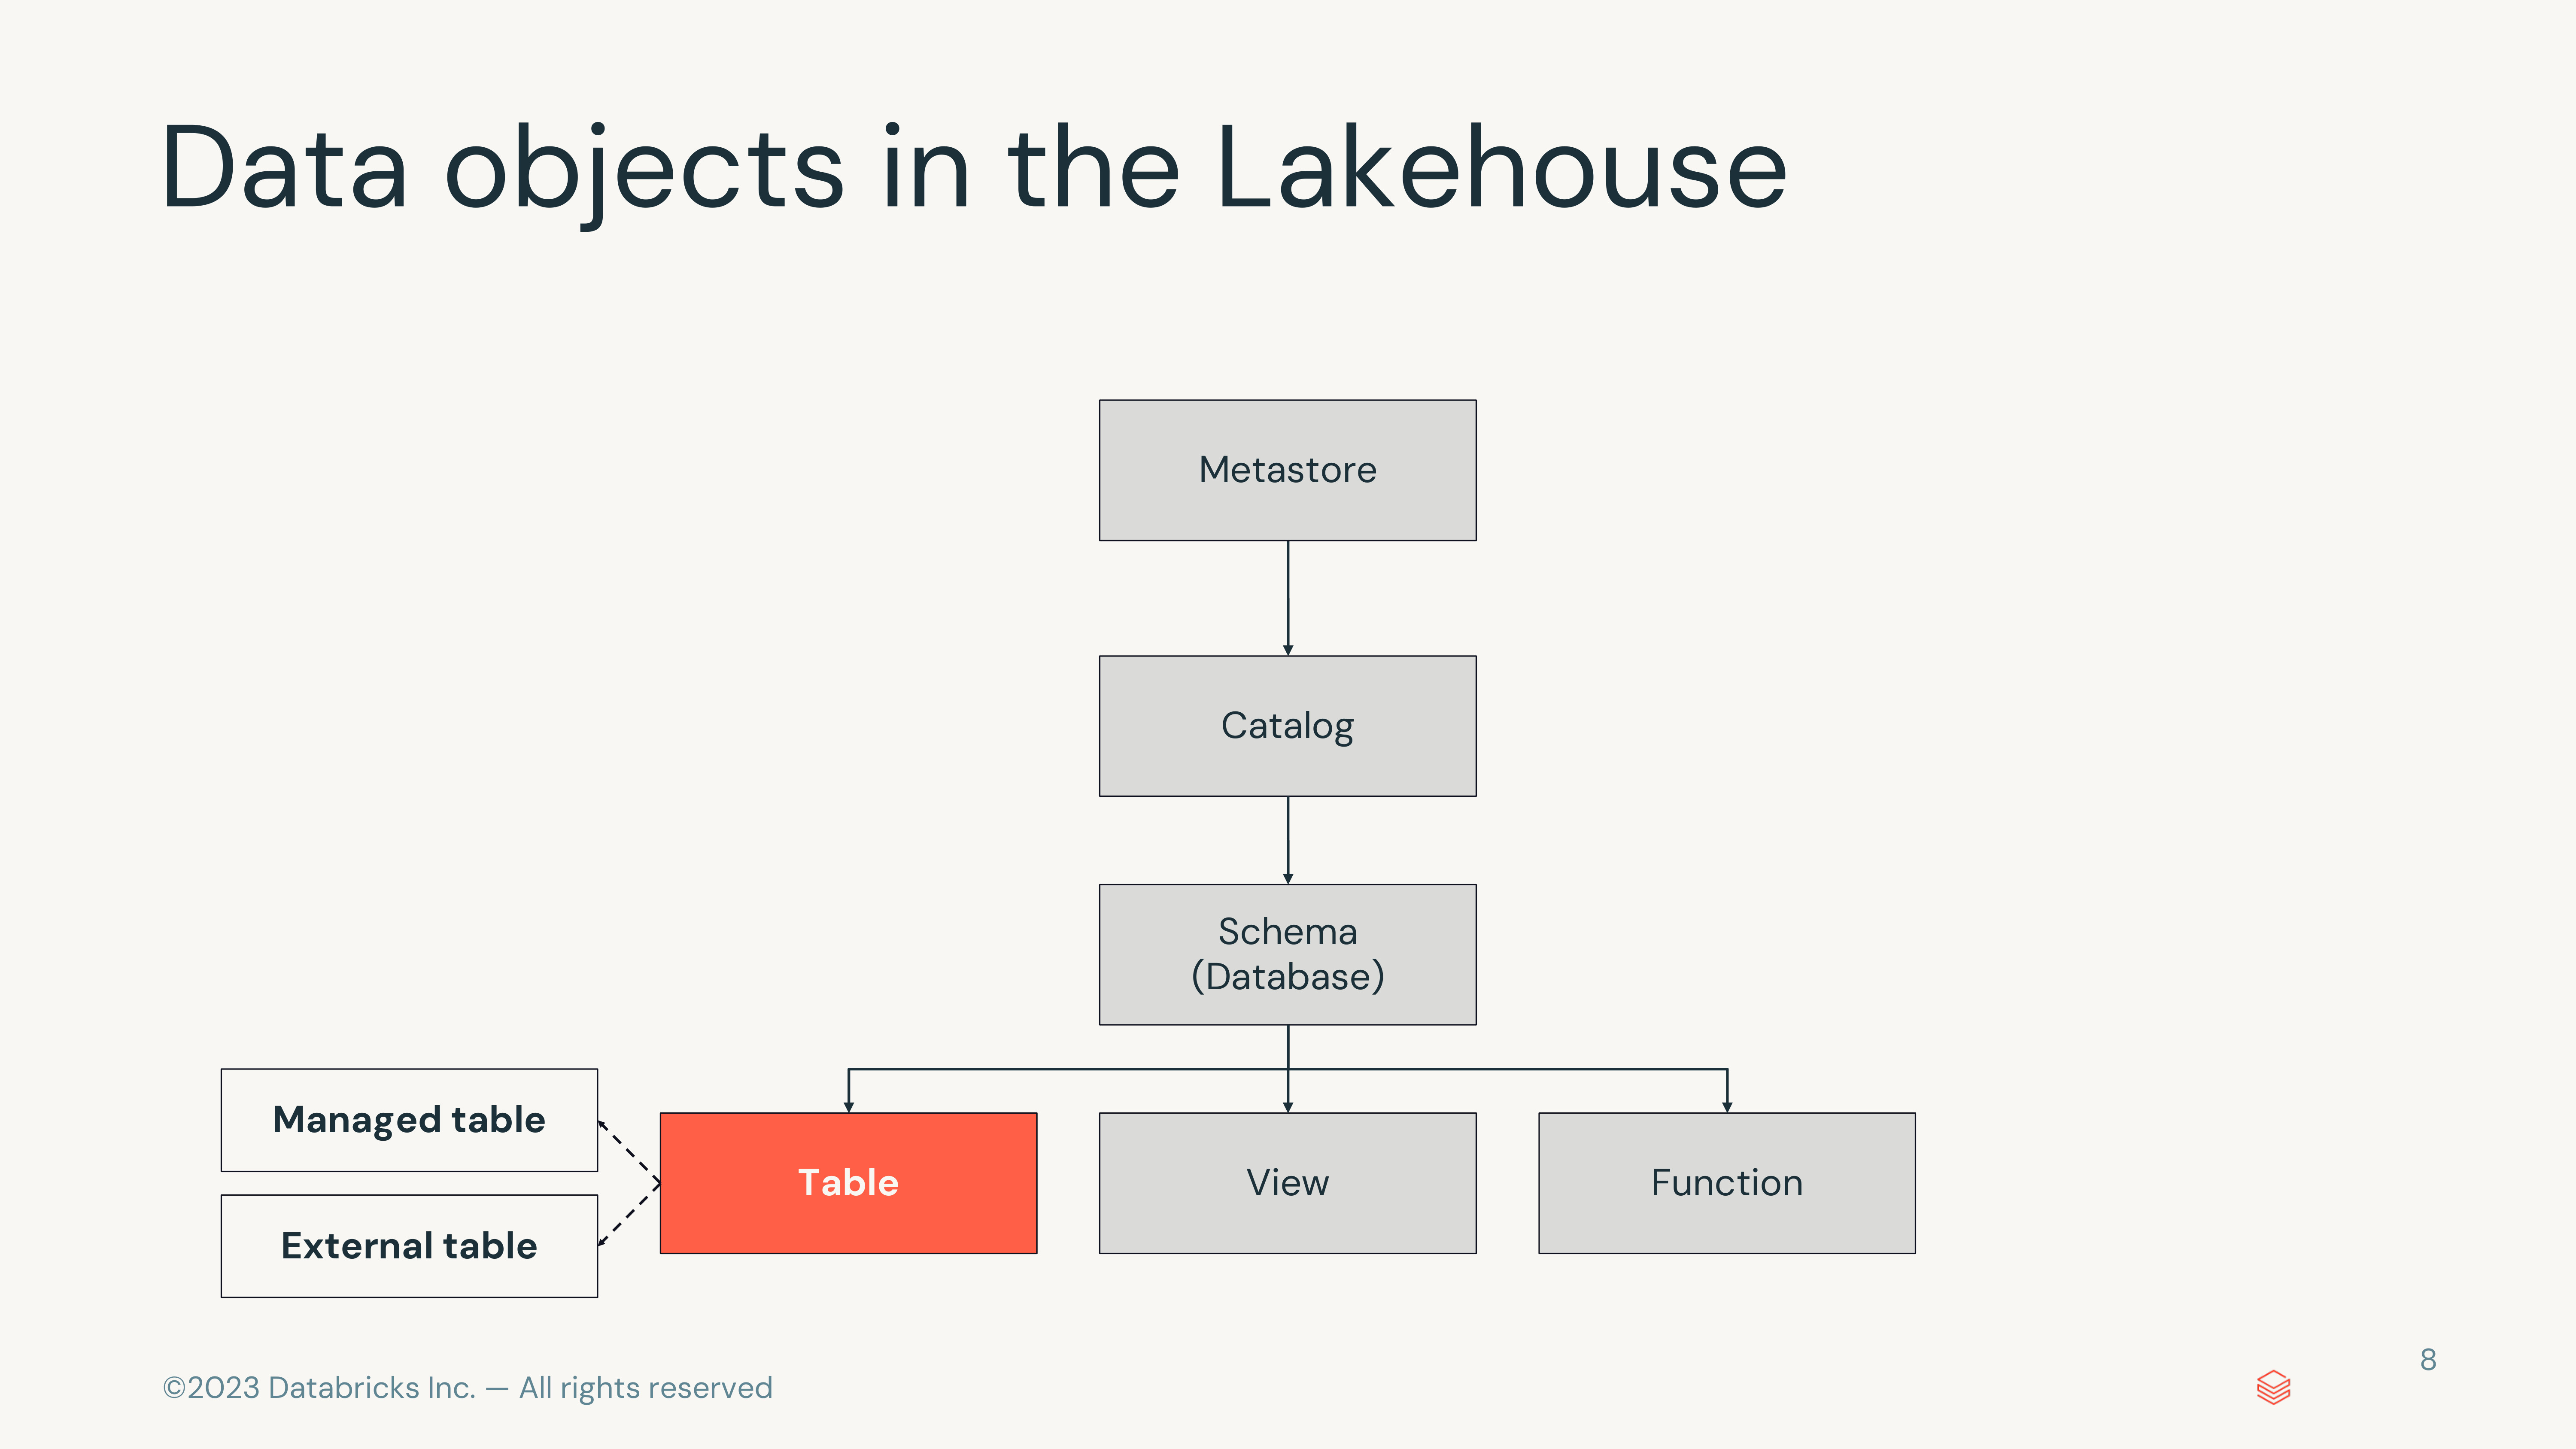 Data objects in the Lakehouse
Metastore
Catalog
Schema
(Database)
Managed table
External table
Table
View
Function
©2023 Databricks Inc. — All rights reserved
8